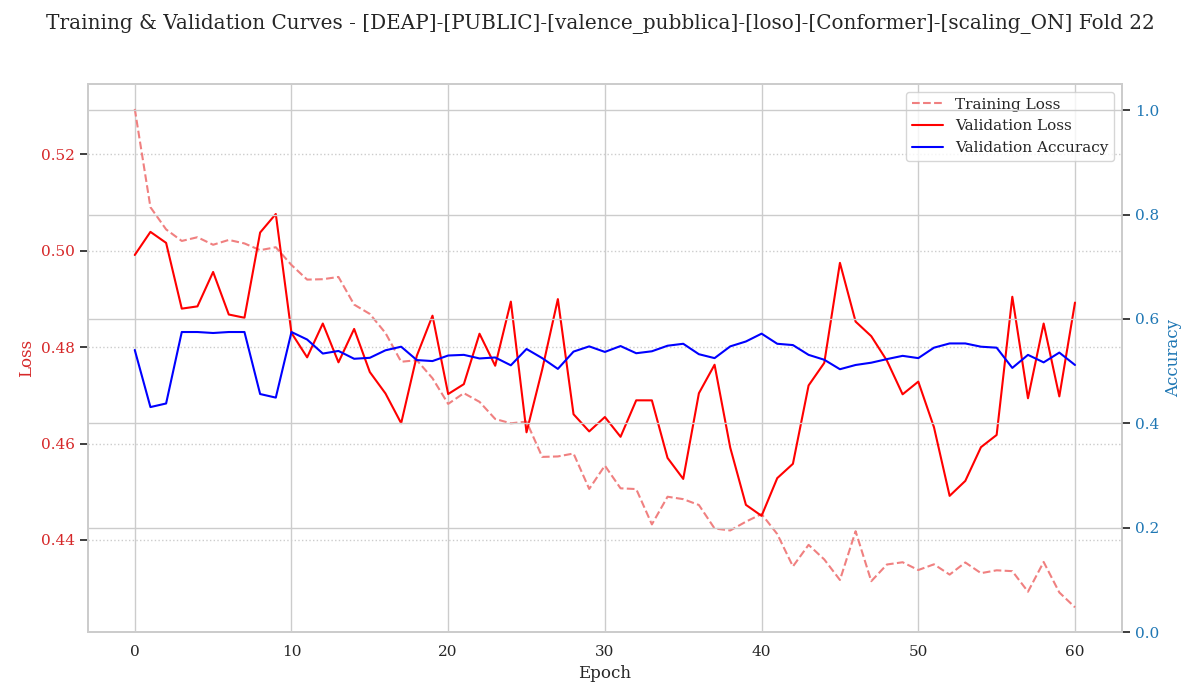 Training & Validation Curves - [DEAP]-[PUBLIC]-[valence_pubblica]-[loso]-[Conformer]-[scaling_ON] Fold 22
Training Loss
Validation Loss
Validation Accuracy
Loss
0.52
0.50
0.48
0.46
0.44
1.0
0.8
0.6
0.4
0.2
0.0
Accuracy
0 10 20 30 40 50 60
Epoch